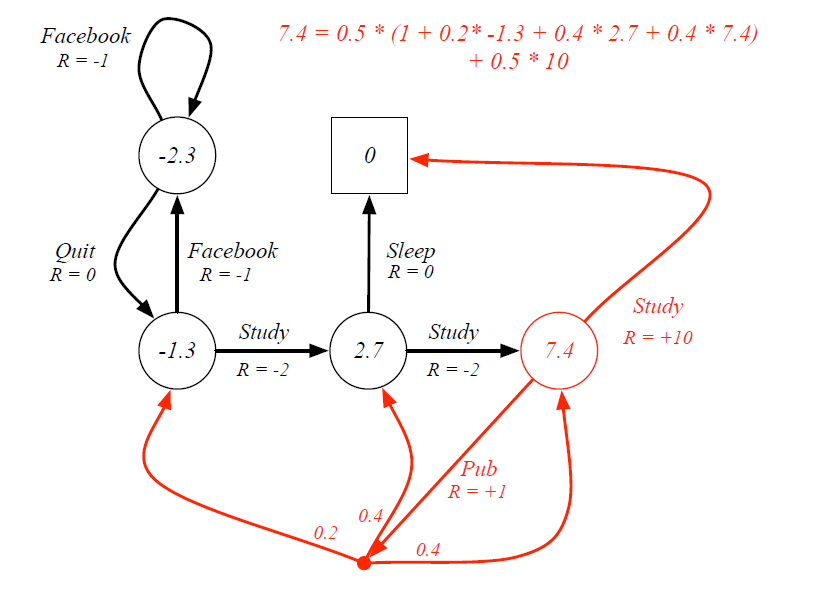 Facebook
R = -1
7.4 = 0.5 * (1 + 0.2* -1.3 + 0.4 * 2.7 + 0.4 * 7.4)
+ 0.5 * 10
-2.3
0
Quit
R = 0
Facebook
R = -1
Sleep
R = 0
-1.3
Study
R = -2
2.7
Study
R = -2
7.4
Study
R = +10
Pub
R = +1
0.2
0.4
0.4